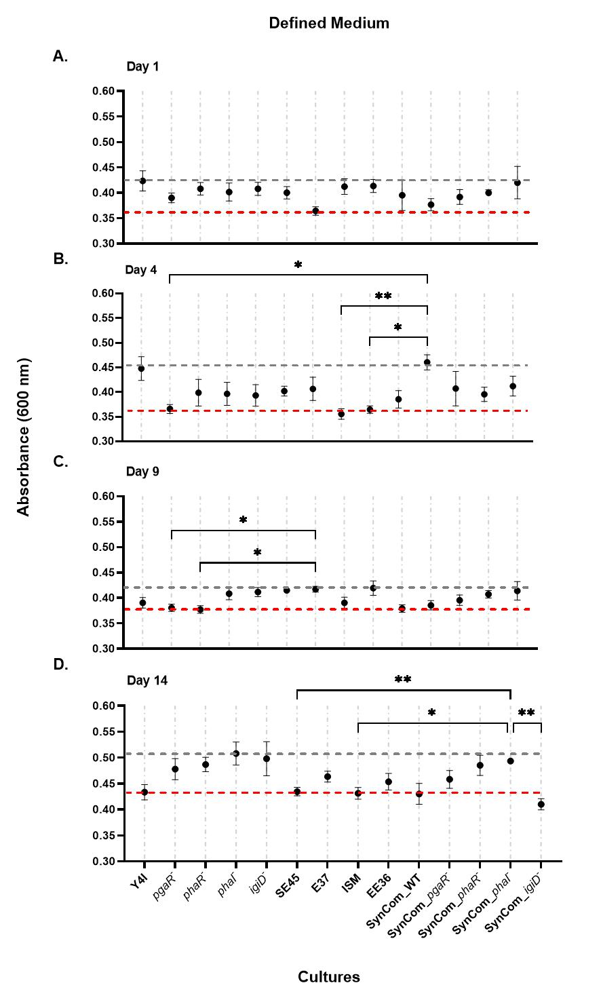 Defined Medium
A.
Day 1
0.60
0.55
0.50
0.45
0.40
0.35
0.30
B.
Day 4
*
**
*
0.60
0.55
0.50
0.45
0.40
0.35
0.30
C.
Day 9
*
*
0.60
0.55
0.50
0.45
0.40
0.35
0.30
D.
Day 14
**
*
**
0.60
0.55
0.50
0.45
0.40
0.35
0.30
Absorbance (600 nm)
Y4I
pgaR⁻
phaR⁻
phaI⁻
igiD⁻
SE45
E37
ISM
EE36
SynCom_WT
SynCom_pgaR⁻
SynCom_phaR⁻
SynCom_phaI⁻
SynCom_igiD⁻
Cultures